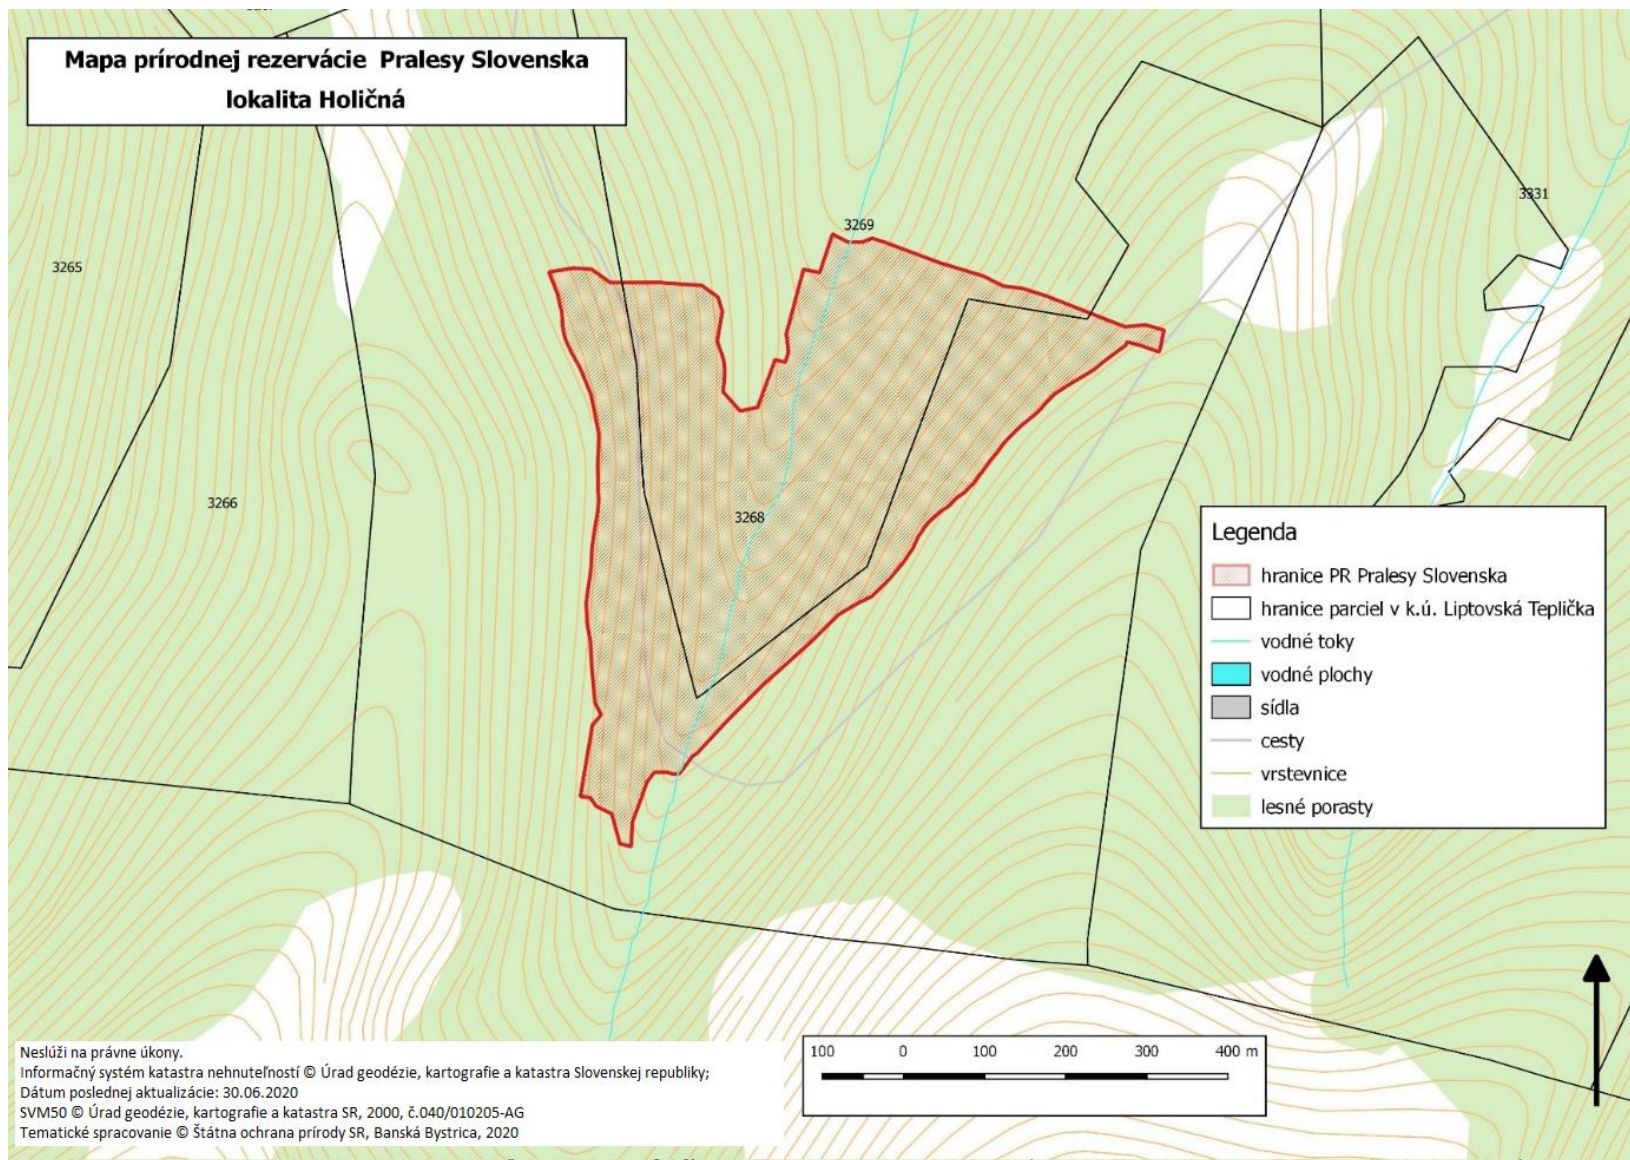 Mapa prírodnej rezervácie Pralesy Slovenska
lokalita Holičná
3269
3331
3265
3266
3268
Legenda
hranice PR Pralesy Slovenska
hranice parciel v k.ú. Liptovská Teplička
vodné toky
vodné plochy
sídla
cesty
vrstevnice
lesné porasty
100 0 100 200 300 400 m
Neslúži na právne úkony.
Informačný systém katastra nehnuteľností © Úrad geodézie, kartografie a katastra Slovenskej republiky;
Dátum poslednej aktualizácie: 30.06.2020
SVM50 © Úrad geodézie, kartografie a katastra SR, 2000, č.040/010205-AG
Tematické spracovanie © Štátna ochrana prírody SR, Banská Bystrica, 2020